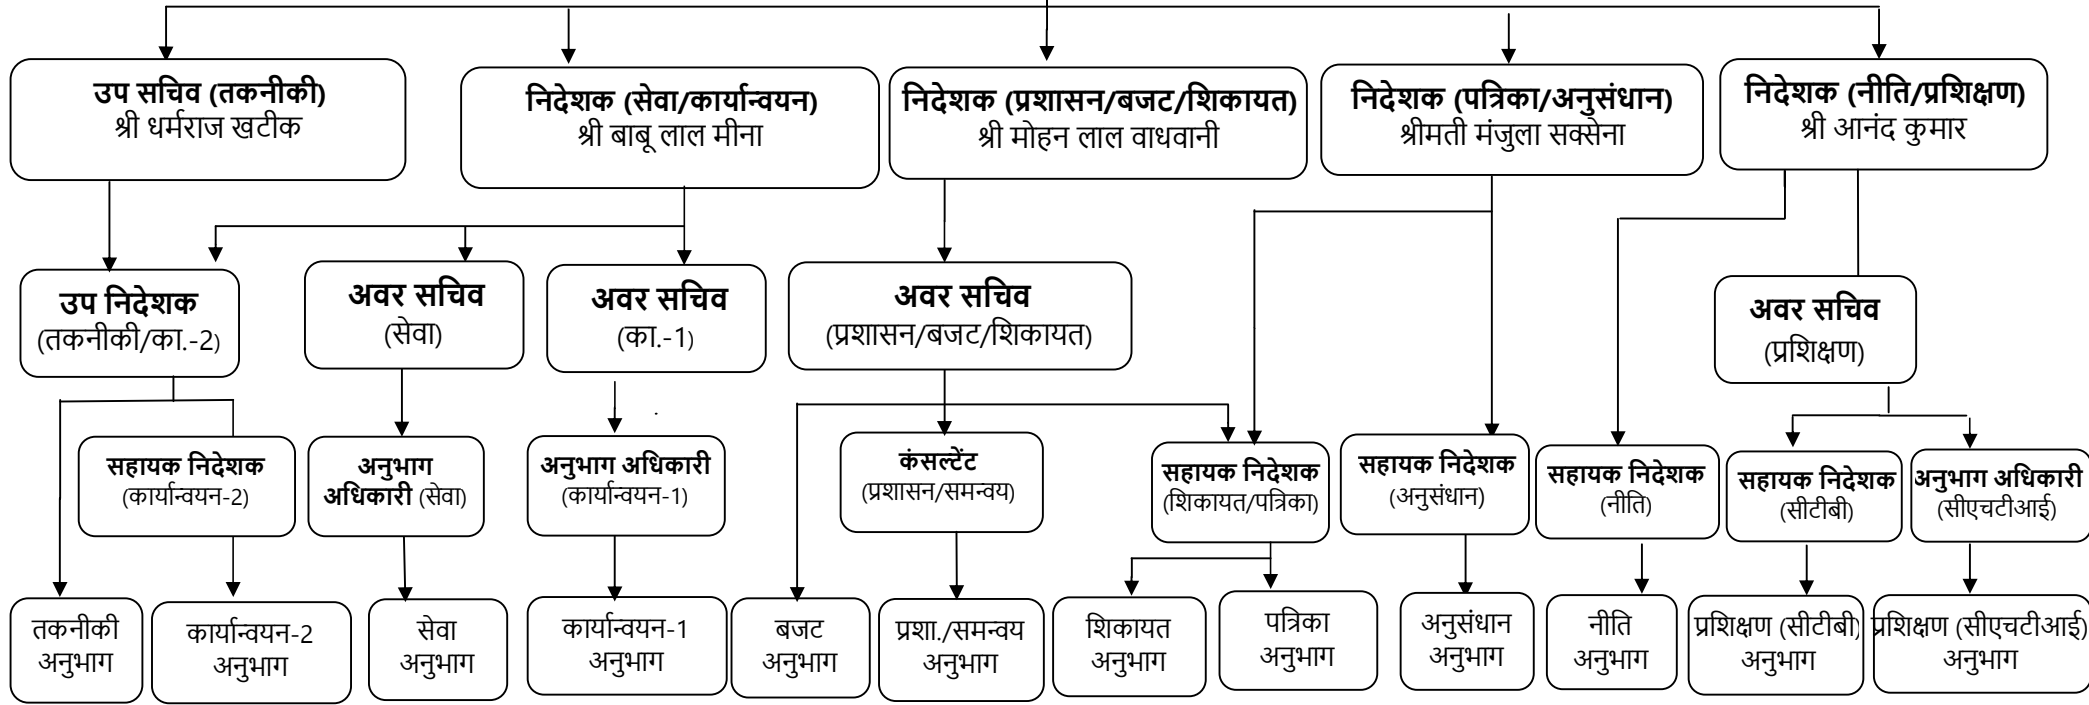 उप सचिव (तकनीकी)
श्री धर्मराज खटीक
निदेशक (सेवा/कार्यान्वयन)
श्री बाबू लाल मीना
निदेशक (प्रशासन/बजट/शिकायत)
श्री मोहन लाल वाधवानी
निदेशक (पत्रिका/अनुसंधान)
श्रीमती मंजुला सक्सेना
निदेशक (नीति/प्रशिक्षण)
श्री आनंद कुमार
उप निदेशक
(तकनीकी/का.-2)
अवर सचिव
(सेवा)
अवर सचिव
(का.-1)
अवर सचिव
(प्रशासन/बजट/शिकायत)
अवर सचिव
(प्रशिक्षण)
सहायक निदेशक
(कार्यान्वयन-2)
अनुभाग
अधिकारी (सेवा)
अनुभाग अधिकारी
(कार्यान्वयन-1)
कंसल्टेंट
(प्रशासन/समन्वय)
सहायक निदेशक
(शिकायत/पत्रिका)
सहायक निदेशक
(अनुसंधान)
सहायक निदेशक
(नीति)
सहायक निदेशक
(सीटीबी)
अनुभाग अधिकारी
(सीएचटीआई)
तकनीकी
अनुभाग
कार्यान्वयन-2
अनुभाग
सेवा
अनुभाग
कार्यान्वयन-1
अनुभाग
बजट
अनुभाग
प्रशा./समन्वय
अनुभाग
शिकायत
अनुभाग
पत्रिका
अनुभाग
अनुसंधान
अनुभाग
नीति
अनुभाग
प्रशिक्षण (सीटीबी)
अनुभाग
प्रशिक्षण (सीएचटीआई)
अनुभाग